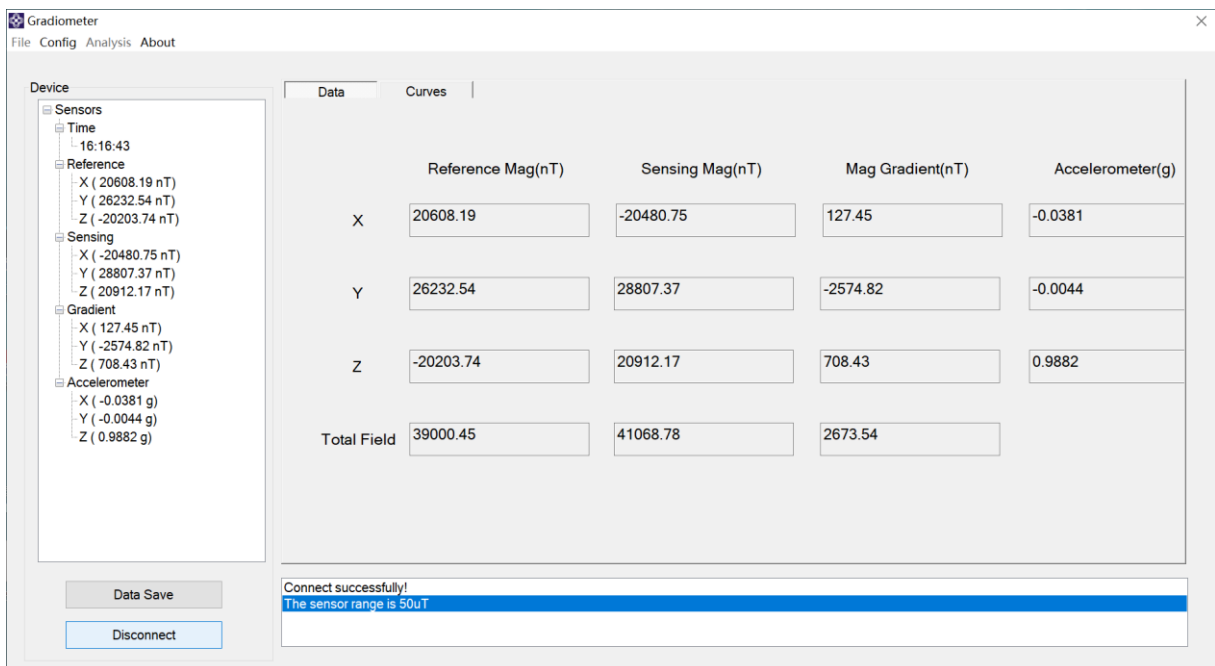 Gradiometer
File Config Analysis About
Device
Sensors
Time
16:16:43
Reference
X ( 20608.19 nT)
Y ( 26232.54 nT)
Z ( -20203.74 nT)
Sensing
X ( -20480.75 nT)
Y ( 28807.37 nT)
Z ( 20912.17 nT)
Gradient
X ( 127.45 nT)
Y ( -2574.82 nT)
Z ( 708.43 nT)
Accelerometer
X ( -0.0381 g)
Y ( -0.0044 g)
Z ( 0.9882 g)
Data Save
Disconnect
Data Curves
Reference Mag(nT) Sensing Mag(nT) Mag Gradient(nT) Accelerometer(g)
X 20608.19 -20480.75 127.45 -0.0381
Y 26232.54 28807.37 -2574.82 -0.0044
Z -20203.74 20912.17 708.43 0.9882
Total Field 39000.45 41068.78 2673.54
Connect successfully!
The sensor range is 50uT